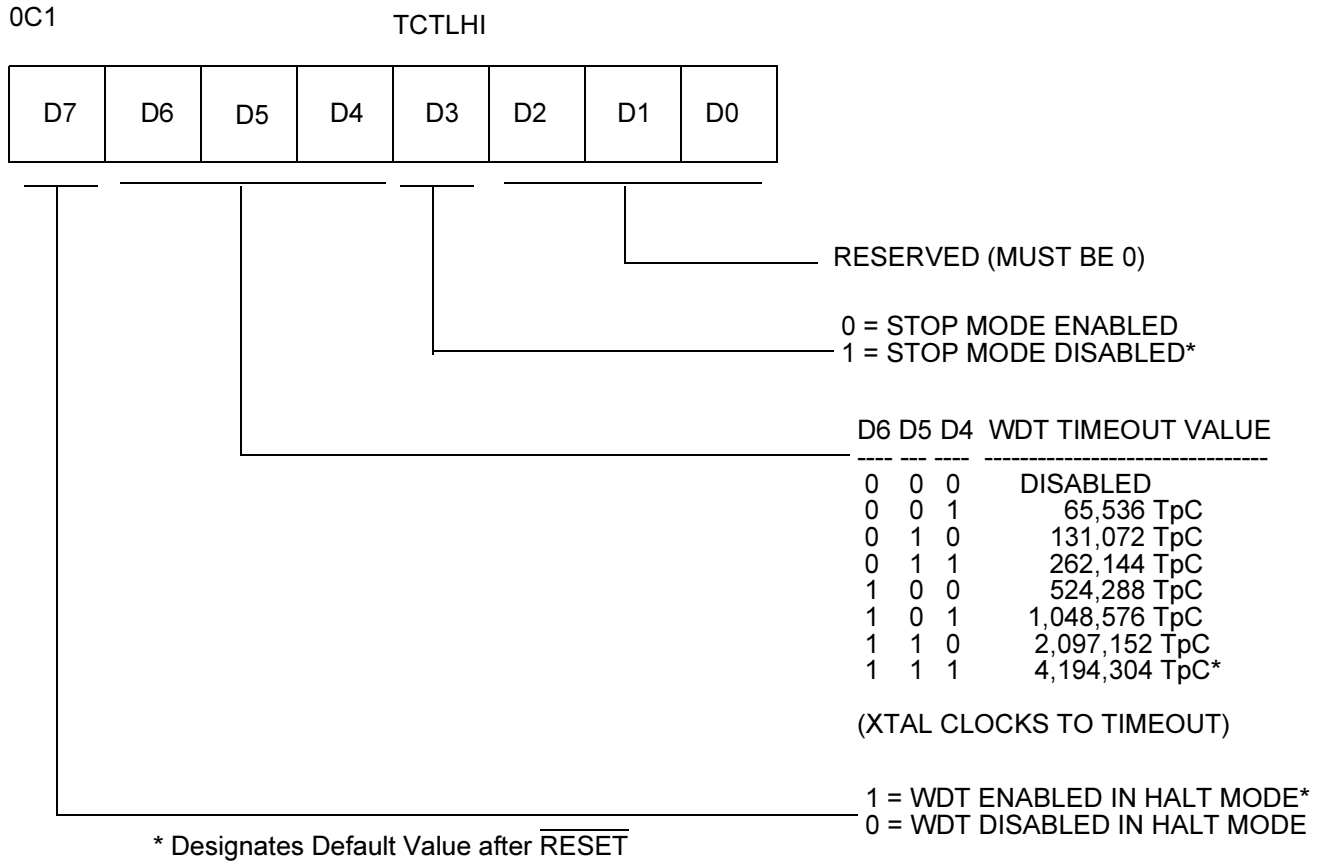 0C1
TCTLHI
D7 D6 D5 D4 D3 D2 D1 D0
RESERVED (MUST BE 0)
0 = STOP MODE ENABLED
1 = STOP MODE DISABLED*
D6 D5 D4 WDT TIMEOUT VALUE
---- --- ---- --------------------------------
0 0 0 DISABLED
0 0 1 65,536 TpC
0 1 0 131,072 TpC
0 1 1 262,144 TpC
1 0 0 524,288 TpC
1 0 1 1,048,576 TpC
1 1 0 2,097,152 TpC
1 1 1 4,194,304 TpC*
(XTAL CLOCKS TO TIMEOUT)
1 = WDT ENABLED IN HALT MODE*
0 = WDT DISABLED IN HALT MODE
* Designates Default Value after RESET